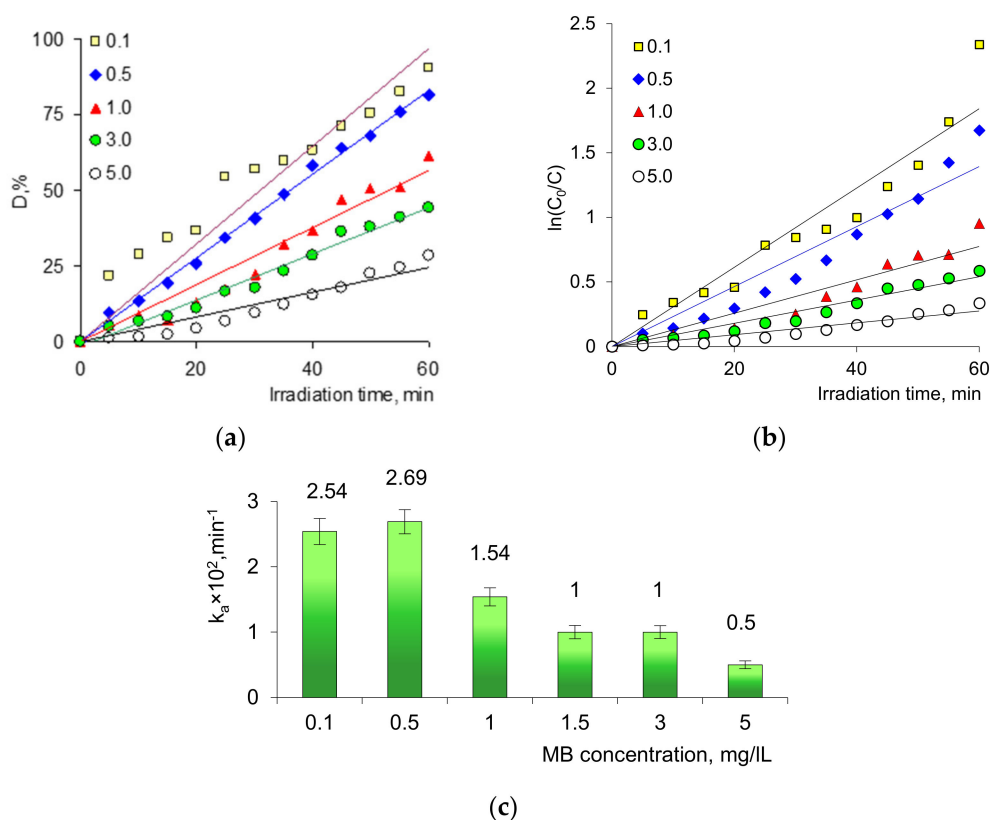 100
75
50
25
0
D,%
0.1
0.5
1.0
3.0
5.0
0 20 40 60
Irradiation time, min
(a)
2.5
2
1.5
1
0.5
0
ln(C₀/C)
0.1
0.5
1.0
3.0
5.0
0 20 40 60
Irradiation time, min
(b)
3
2
1
0
kₐ×10²,min⁻¹
2.54 2.69 1.54 1 1 0.5
0.1 0.5 1 1.5 3 5
MB concentration, mg/lL
(c)